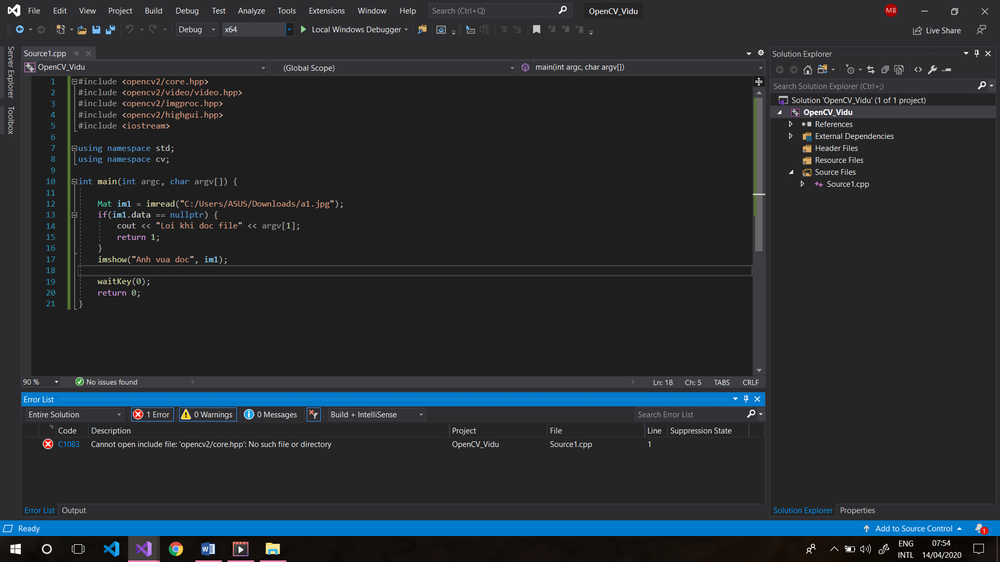 File Edit View Project Build Debug Test Analyze Tools Extensions Window Help Search (Ctrl+Q) OpenCV_Vidu MB
Debug x64 Local Windows Debugger Live Share
Server Explorer
Toolbox
Source1.cpp
OpenCV_Vidu (Global Scope) main(int argc, char argv[])
1 #include <opencv2/core.hpp>
2 #include <opencv2/video/video.hpp>
3 #include <opencv2/imgproc.hpp>
4 #include <opencv2/highgui.hpp>
5 #include <iostream>
6
7 using namespace std;
8 using namespace cv;
9
10 int main(int argc, char argv[]) {
11
12 Mat im1 = imread("C:/Users/ASUS/Downloads/a1.jpg");
13 if(im1.data == nullptr) {
14 cout << "Loi khi doc file" << argv[1];
15 return 1;
16 }
17 imshow("Anh vua doc", im1);
18
19 waitKey(0);
20 return 0;
21 }
90 % No issues found Ln: 18 Ch: 5 TABS CRLF
Error List
Entire Solution 1 Error 0 Warnings 0 Messages Build + IntelliSense Search Error List
Code Description Project File Line Suppression State
C1083 Cannot open include file: 'opencv2/core.hpp': No such file or directory OpenCV_Vidu Source1.cpp 1
Error List Output
Solution Explorer
Search Solution Explorer (Ctrl+;)
Solution 'OpenCV_Vidu' (1 of 1 project)
OpenCV_Vidu
References
External Dependencies
Header Files
Resource Files
Source Files
Source1.cpp
Solution Explorer Properties
Ready Add to Source Control 1
ENG 07:54
INTL 14/04/2020